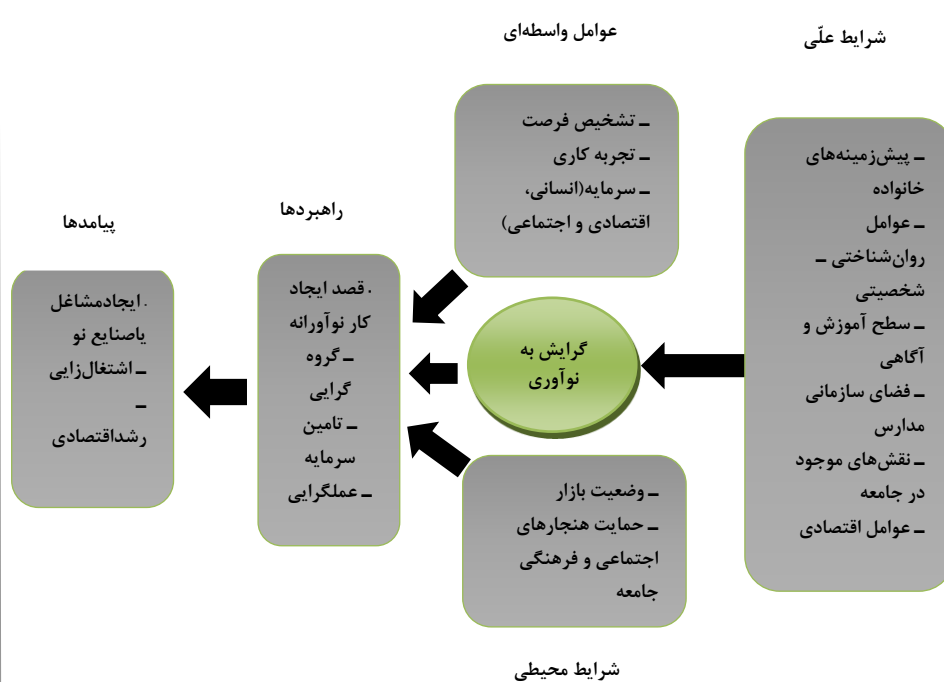 شرایط علّی
ـ پیش‌زمینه‌های
خانواده
ـ عوامل
روان‌شناختی ـ
شخصیتی
ـ سطح آموزش و
آگاهی
ـ فضای سازمانی
مدارس
ـ نقش‌های موجود
در جامعه
ـ عوامل اقتصادی
عوامل واسطه‌ای
ـ تشخیص فرصت
ـ تجربه کاری
ـ سرمایه(انسانی،
اقتصادی و اجتماعی)
گرایش به
نوآوری
ـ وضعیت بازار
ـ حمایت هنجارهای
اجتماعی و فرهنگی
جامعه
شرایط محیطی
راهبردها
. قصد ایجاد
کار نوآورانه
ـ گروه
گرایی
ـ تامین
سرمایه
ـ عملگرایی
پیامدها
. ایجادمشاغل
یاصنایع نو
ـ اشتغال‌زایی
ـ
رشداقتصادی